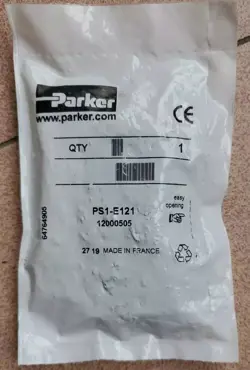 Parker
www.parker.com
CE
QTY 1
easy
opening
PS1-E121
12000505
27 19 MADE IN FRANCE
64764906